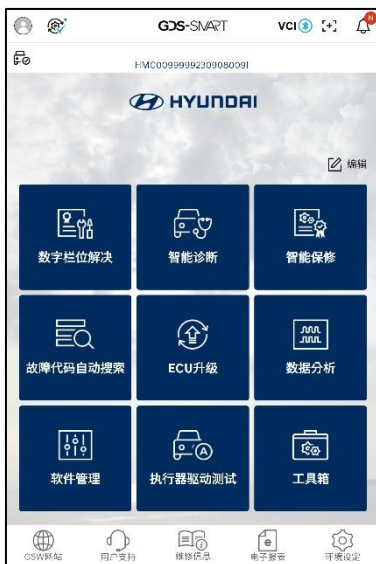 GDS-SMART
VCI
N
HMC0099999230908009I
HYUNDAI
编辑
数字栏位解决
智能诊断
智能保修
故障代码自动搜索
ECU升级
数据分析
软件管理
执行器驱动测试
A
工具箱
GSW网站
用户支持
维修信息
e
电子报表
环境设定